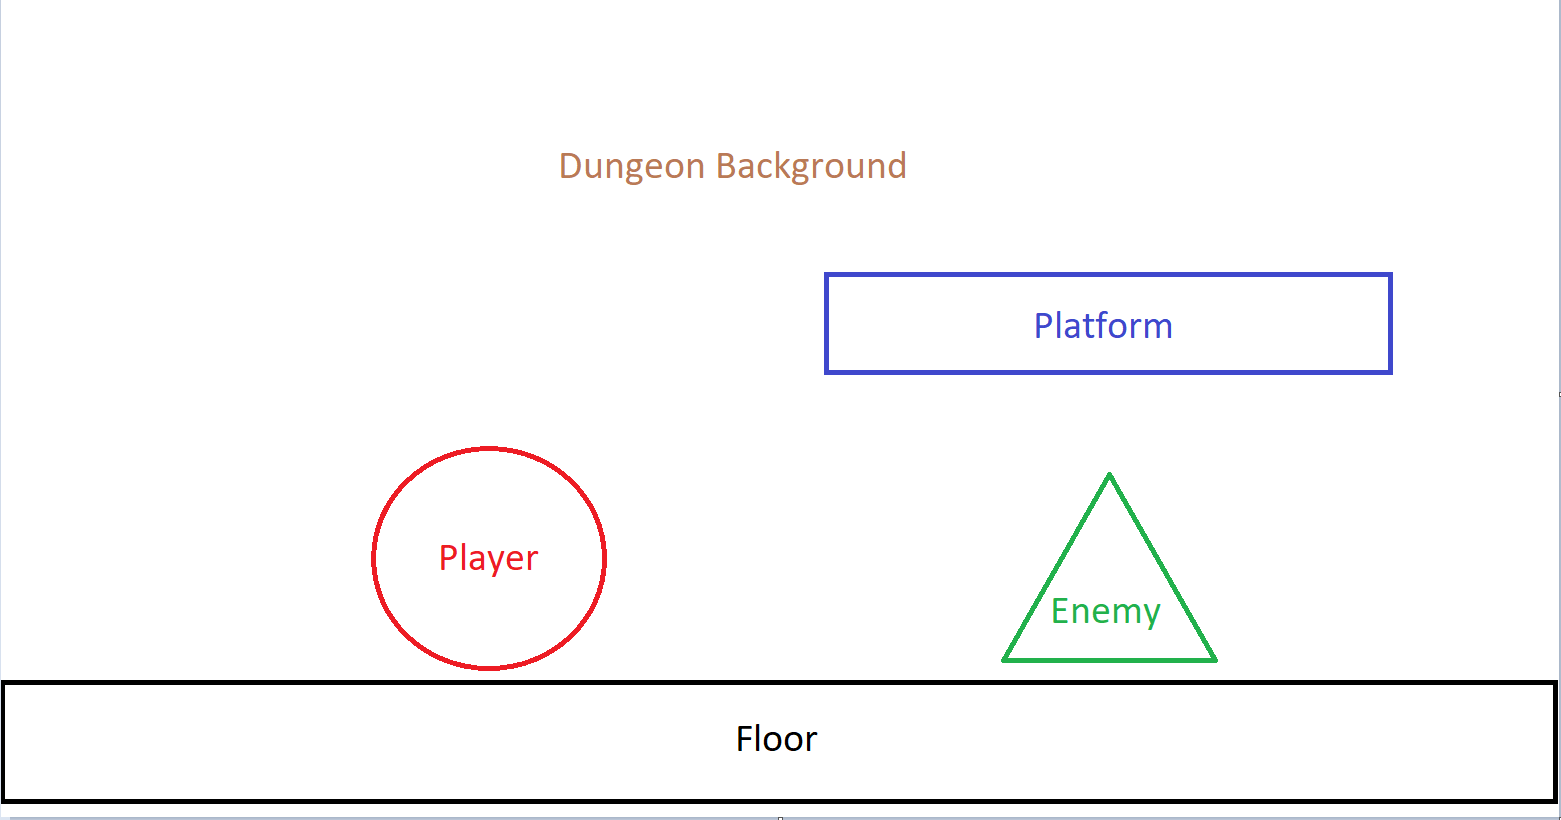 Dungeon Background
Platform
Player
Enemy
Floor